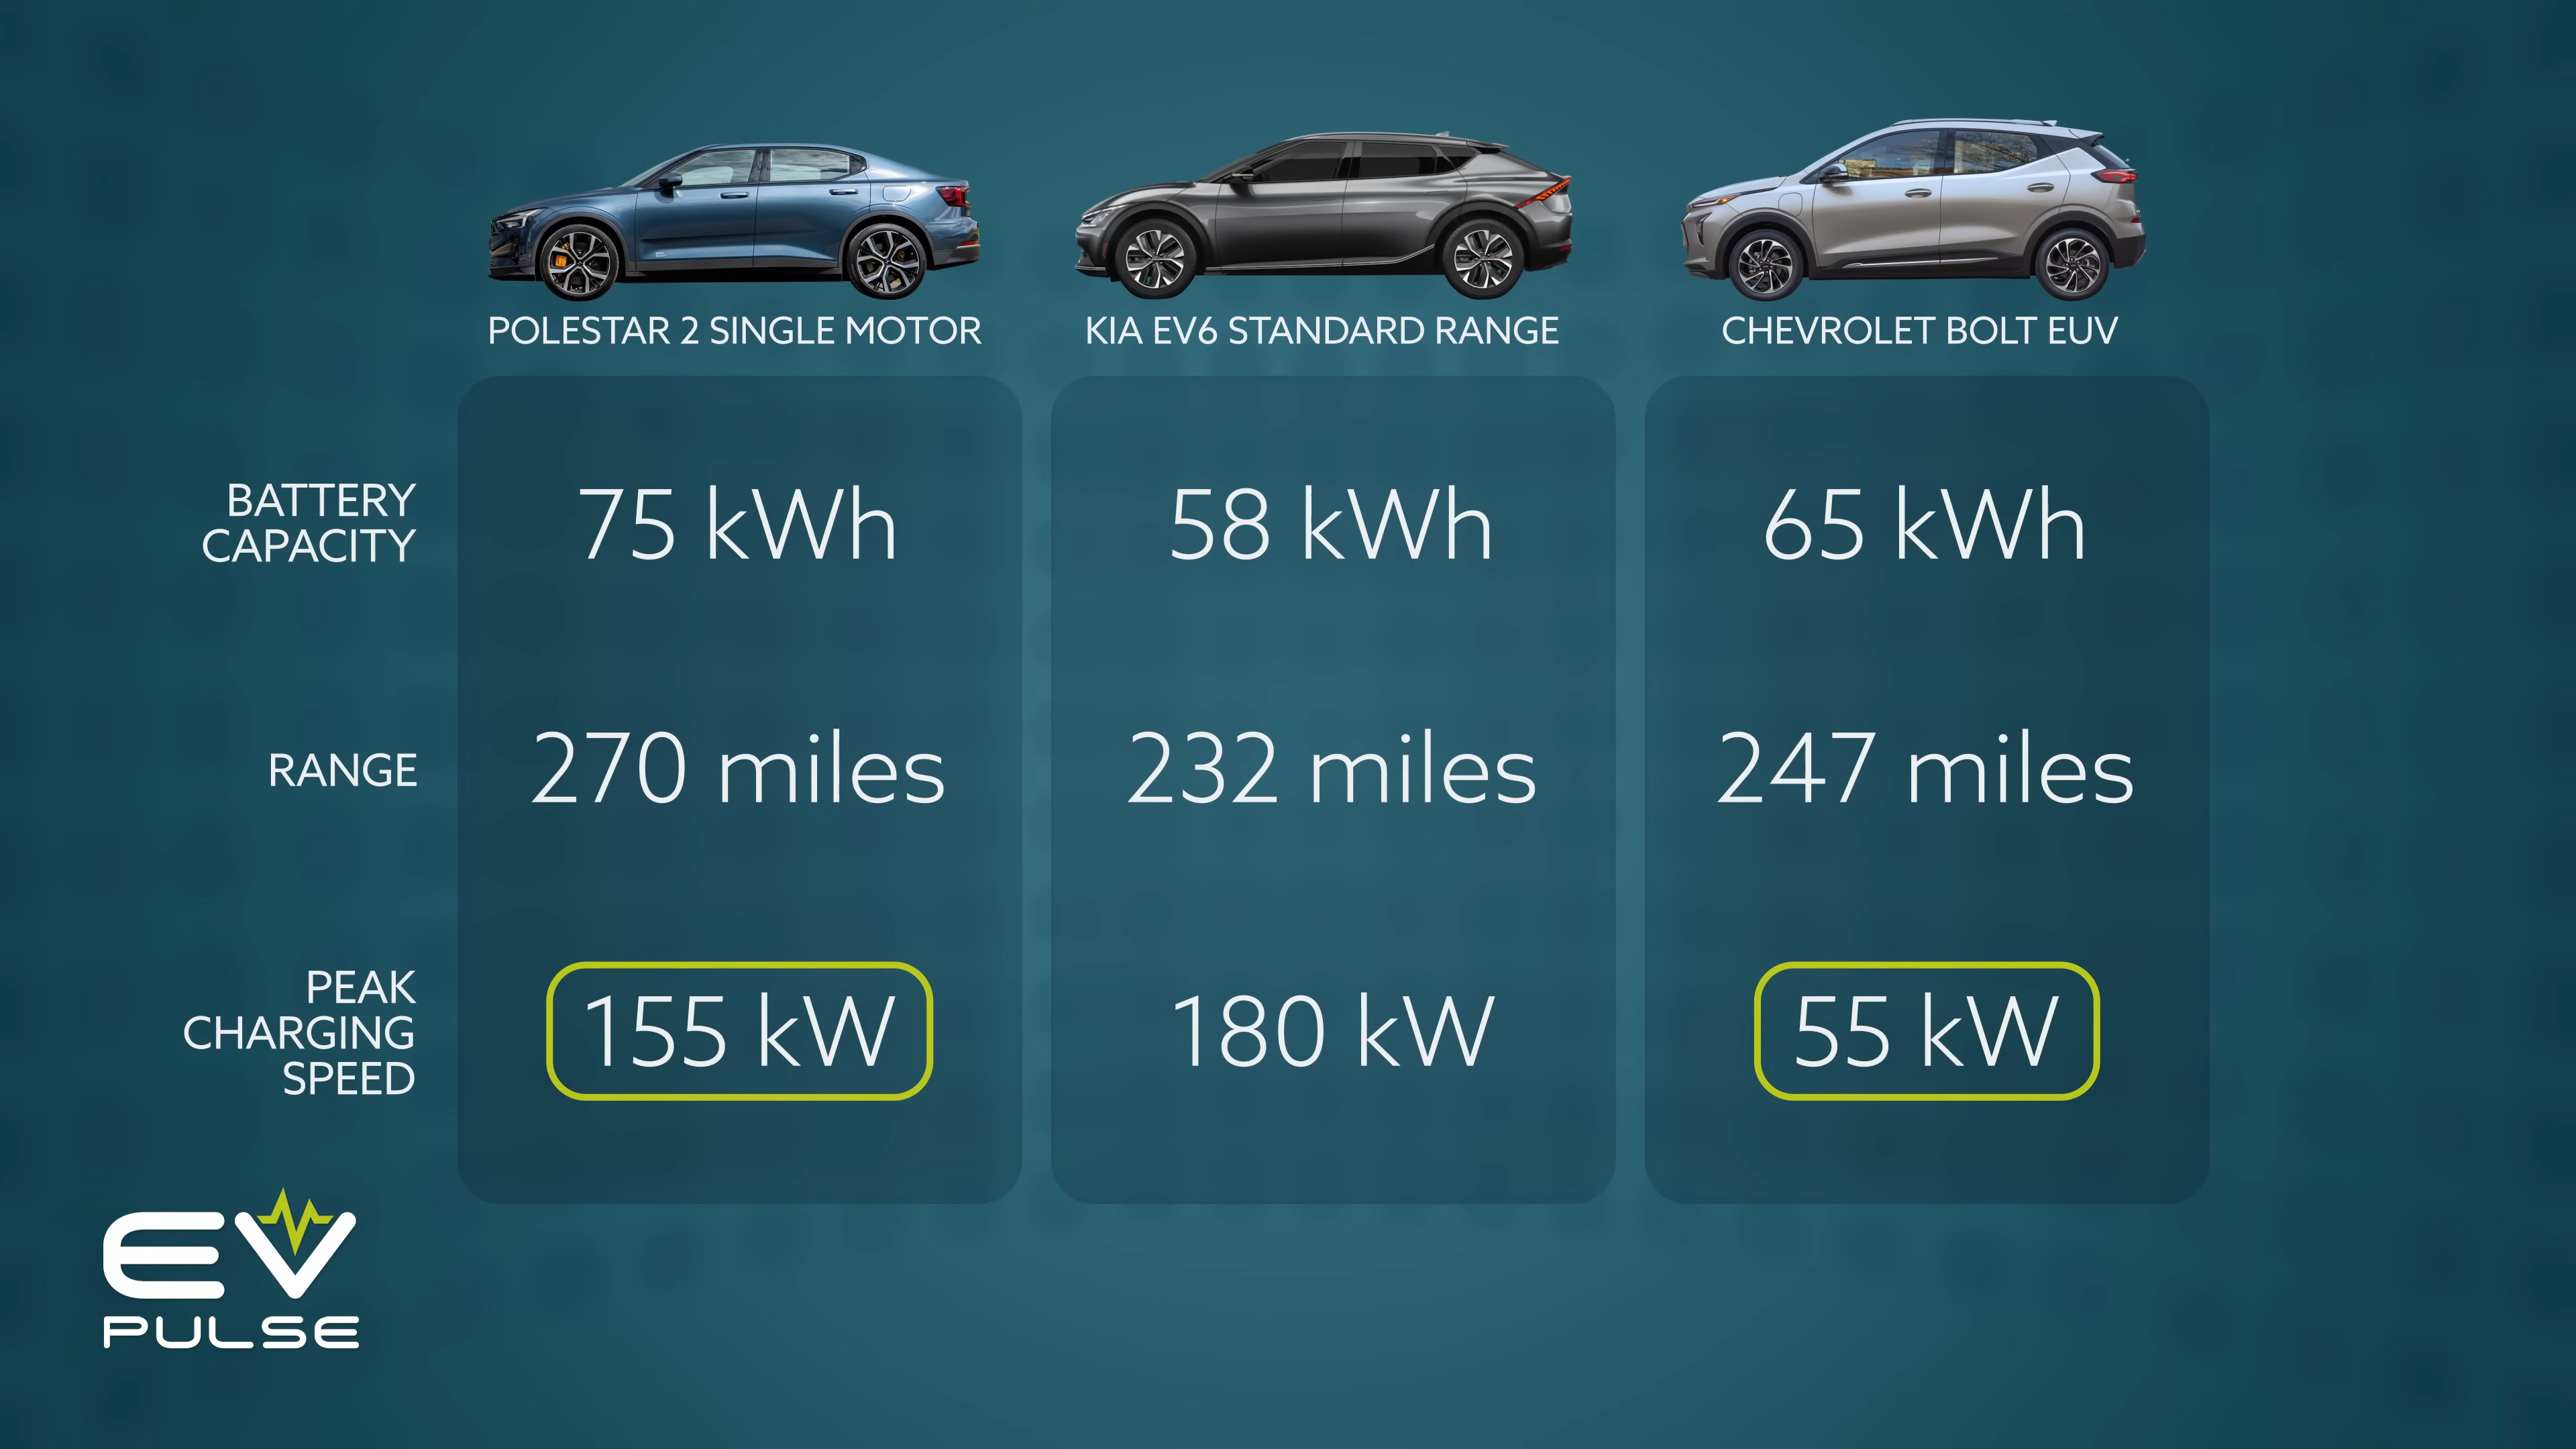 POLESTAR 2 SINGLE MOTOR
KIA EV6 STANDARD RANGE
CHEVROLET BOLT EUV
BATTERY
CAPACITY
75 kWh
58 kWh
65 kWh
RANGE
270 miles
232 miles
247 miles
PEAK
CHARGING
SPEED
155 kW
180 kW
55 kW
EV
PULSE